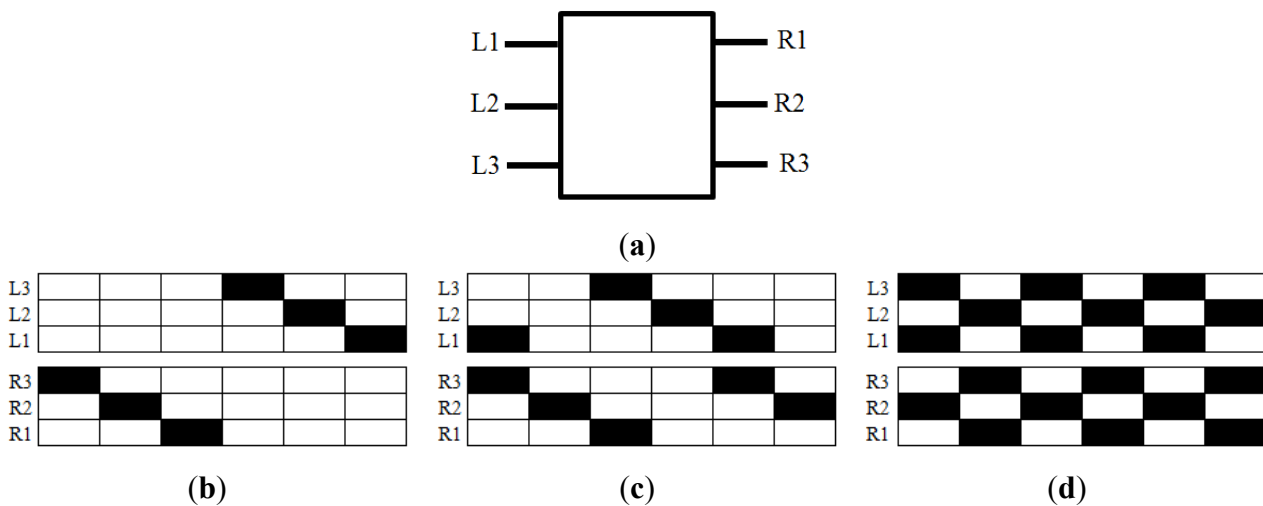 L1 R1
L2 R2
L3 R3
(a)
L3 L3 L3
L2 L2 L2
L1 L1 L1
R3 R3 R3
R2 R2 R2
R1 R1 R1
(b) (c) (d)